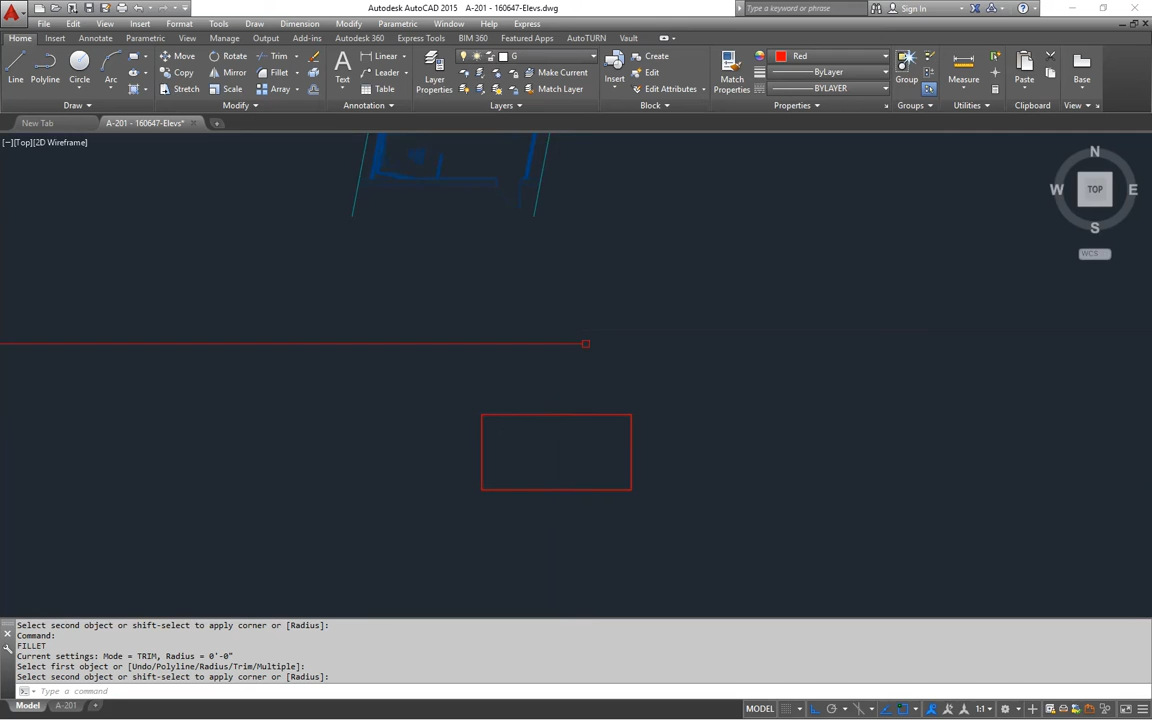 Autodesk AutoCAD 2015 A-201 - 160647-Elevs.dwg
Type a keyword or phrase
Sign In
File Edit View Insert Format Tools Draw Dimension Modify Parametric Window Help Express
Home Insert Annotate Parametric View Manage Output Add-ins Autodesk 360 Express Tools BIM 360 Featured Apps AutoTURN Vault
Line
Polyline
Circle
Arc
Move
Copy
Stretch
Rotate
Mirror
Scale
Trim
Fillet
Array
Text
Linear
Leader
Table
Layer
Properties
G
Make Current
Match Layer
Insert
Create
Edit
Edit Attributes
Match
Properties
Red
ByLayer
BYLAYER
Group
Measure
Paste
Base
Draw Modify Annotation Layers Block Properties Groups Utilities Clipboard View
New Tab
A-201 - 160647-Elevs*
[−][Top][2D Wireframe]
N
W TOP E
S
WCS
Select second object or shift-select to apply corner or [Radius]:
Command:
FILLET
Current settings: Mode = TRIM, Radius = 0'-0"
Select first object or [Undo/Polyline/Radius/Trim/Multiple]:
Select second object or shift-select to apply corner or [Radius]:
Type a command
Model A-201
MODEL
1:1